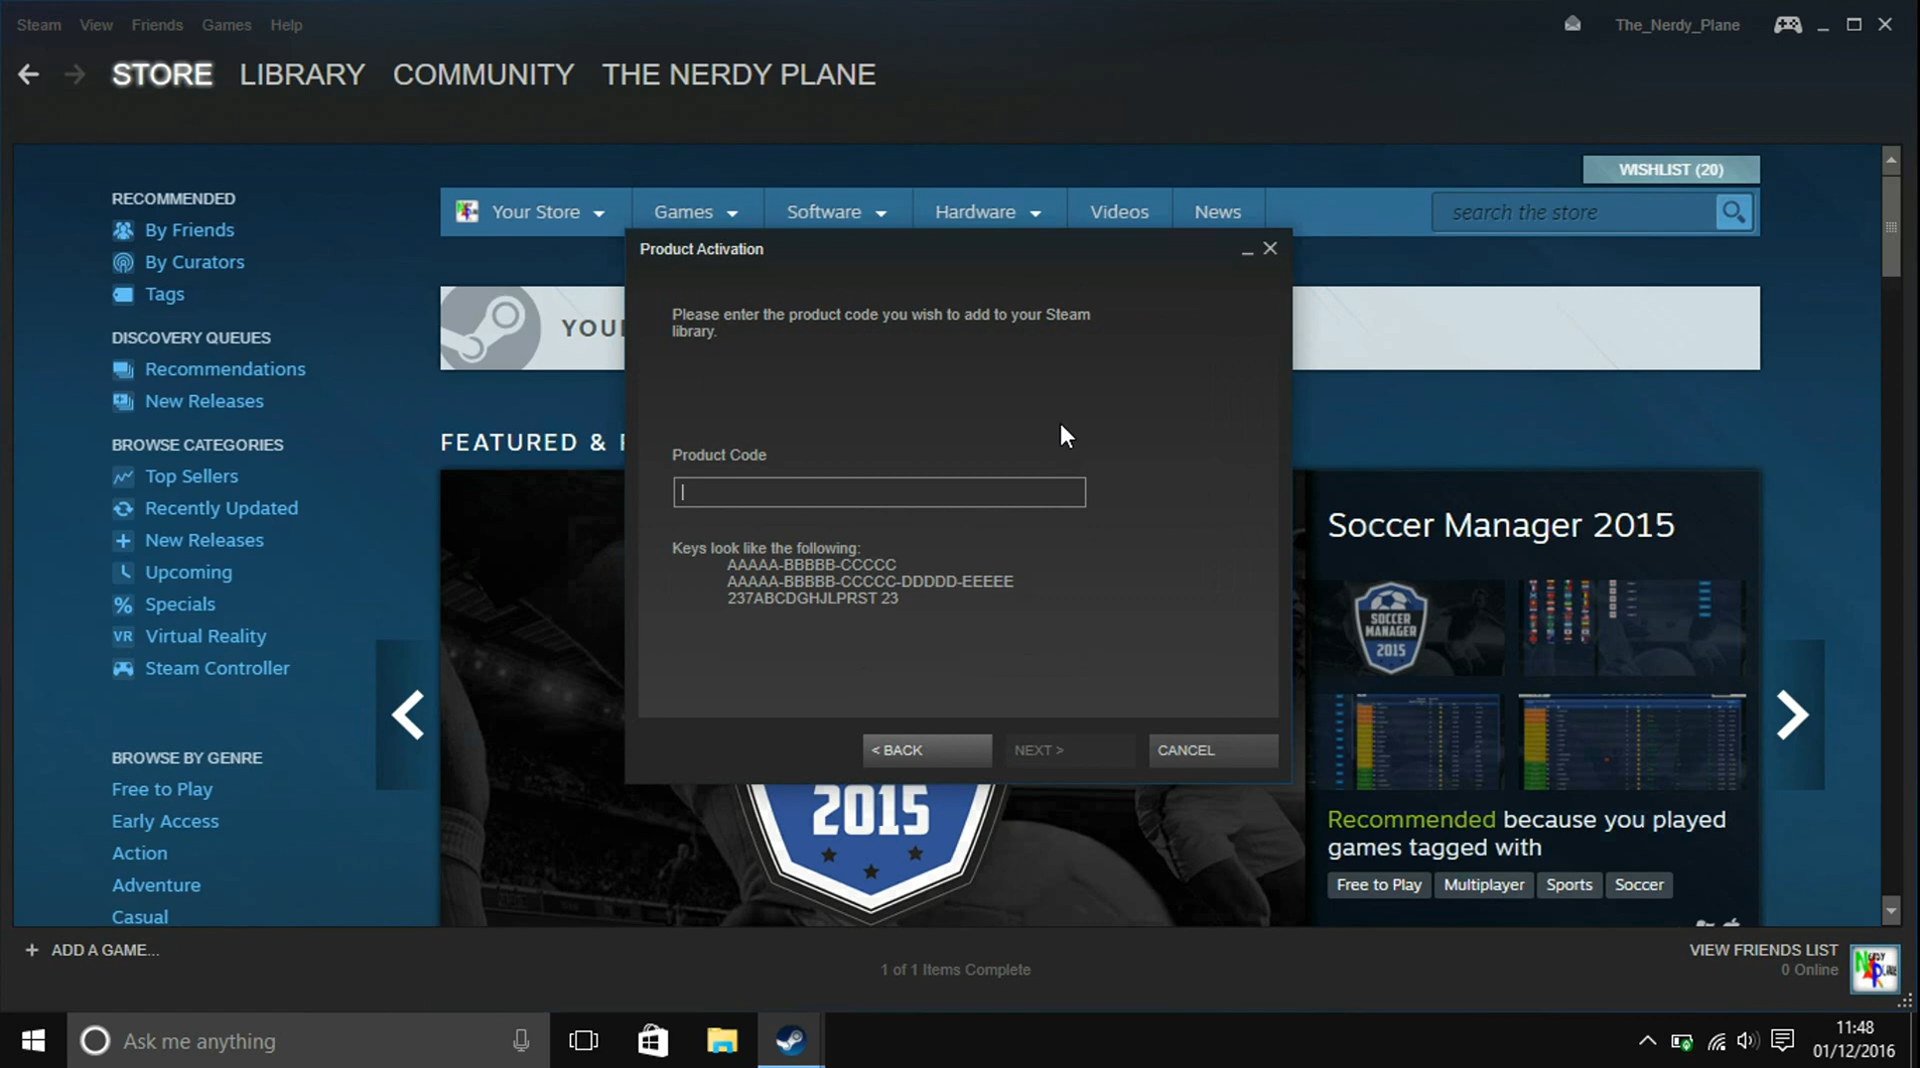 Steam View Friends Games Help
The_Nerdy_Plane
STORE LIBRARY COMMUNITY THE NERDY PLANE
WISHLIST (20)
Your Store Games Software Hardware Videos News
search the store
RECOMMENDED
By Friends
By Curators
Tags
DISCOVERY QUEUES
Recommendations
New Releases
BROWSE CATEGORIES
Top Sellers
Recently Updated
New Releases
Upcoming
% Specials
VR Virtual Reality
Steam Controller
BROWSE BY GENRE
Free to Play
Early Access
Action
Adventure
Casual
FEATURED &
Product Activation
Please enter the product code you wish to add to your Steam
library.
Product Code
Keys look like the following:
AAAAA-BBBBB-CCCCC
AAAAA-BBBBB-CCCCC-DDDDD-EEEEE
237ABCDGHJLPRST 23
< BACK NEXT > CANCEL
2015
Soccer Manager 2015
SOCCER
MANAGER
2015
Recommended because you played
games tagged with
Free to Play Multiplayer Sports Soccer
+ ADD A GAME...
1 of 1 Items Complete
VIEW FRIENDS LIST
0 Online
Ask me anything
11:48
01/12/2016